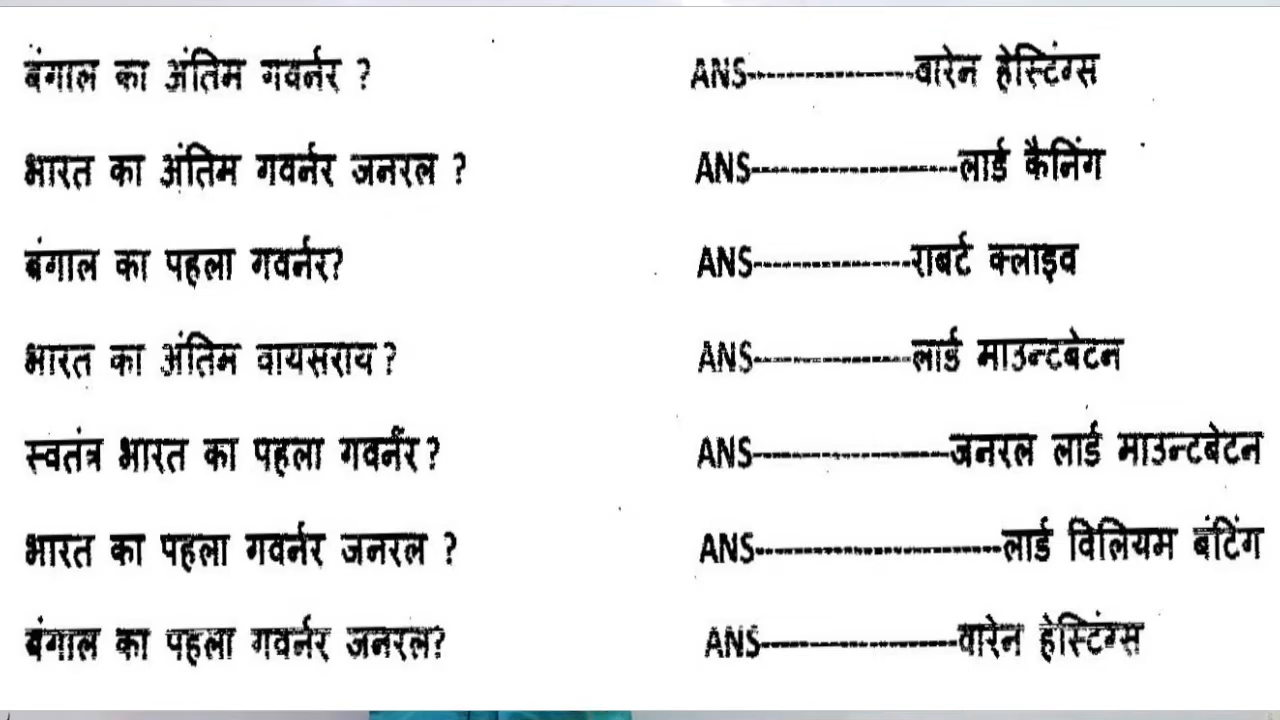 बंगाल का अंतिम गवर्नर ? ANS----------------वारेन हेस्टिंग्स
भारत का अंतिम गवर्नर जनरल ? ANS--------------------लार्ड कैनिंग
बंगाल का पहला गवर्नर? ANS---------------राबर्ट क्लाइव
भारत का अंतिम वायसराय? ANS---------------लार्ड माउन्टबेटन
स्वतंत्र भारत का पहला गवर्नर? ANS-------------------जनरल लार्ड माउन्टबेटन
भारत का पहला गवर्नर जनरल ? ANS------------------------लार्ड विलियम बंटिंग
बंगाल का पहला गवर्नर जनरल? ANS-------------------वारेन हेस्टिंग्स